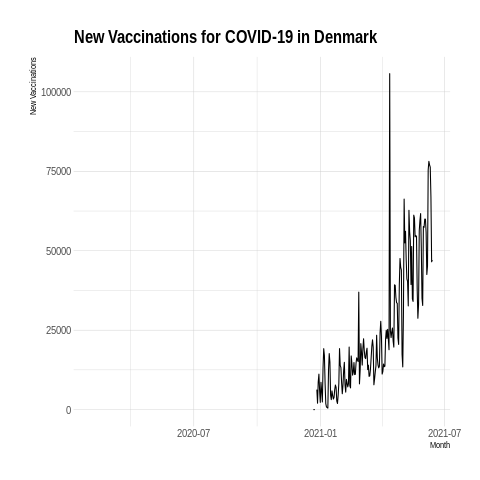 New Vaccinations for COVID-19 in Denmark
New Vaccinations
100000
75000
50000
25000
0
2020-07
2021-01
2021-07
Month